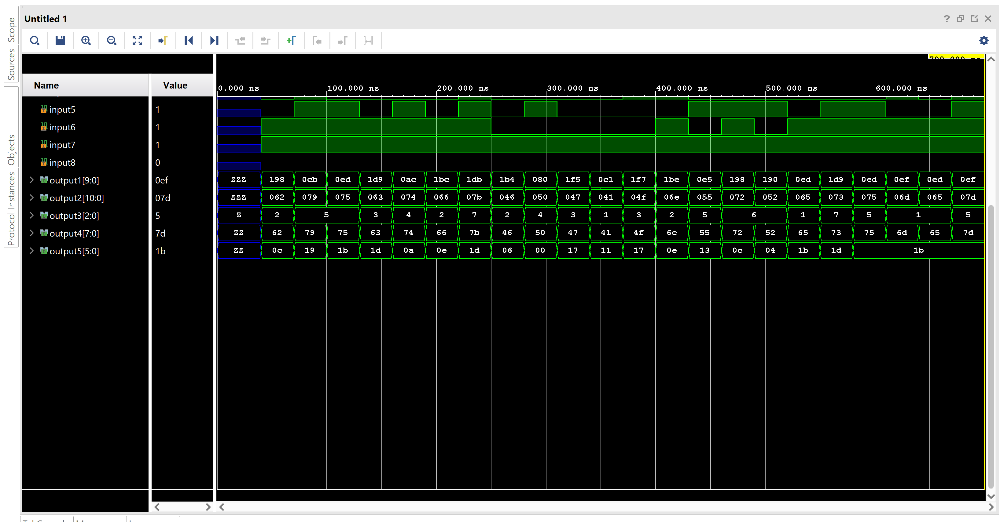 Untitled 1
Scope
Sources
Objects
Protocol Instances
Name Value
0.000 ns 100.000 ns 200.000 ns 300.000 ns 400.000 ns 500.000 ns 600.000 ns
input5 1
input6 1
input7 1
input8 0
output1[9:0] 0ef ZZZ 198 0cb 0ed 1d9 0ac 1bc 1db 1b4 080 1f5 0c1 1f7 1be 0e5 198 190 0ed 1d9 0ed 0ef 0ed 0ef
output2[10:0] 07d ZZZ 062 079 075 063 074 066 07b 046 050 047 041 04f 06e 055 072 052 065 073 075 06d 065 07d
output3[2:0] 5 Z 2 5 3 4 2 7 2 4 3 1 3 2 5 6 1 7 5 1 5
output4[7:0] 7d ZZ 62 79 75 63 74 66 7b 46 50 47 41 4f 6e 55 72 52 65 73 75 6d 65 7d
output5[5:0] 1b ZZ 0c 19 1b 1d 0a 0e 1d 06 00 17 11 17 0e 13 0c 04 1b 1d 1b